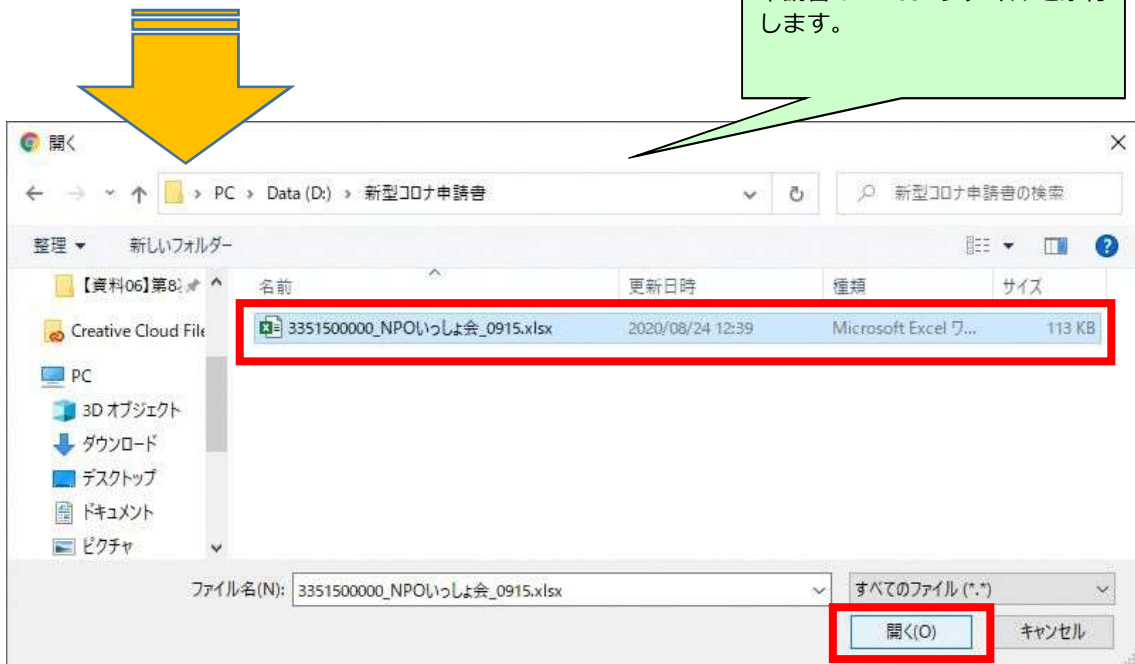 します。
開く
PC > Data (D:) > 新型コロナ申請書
新型コロナ申請書の検索
整理
新しいフォルダー
名前
更新日時
種類
サイズ
【資料06】第8
Creative Cloud File
3351500000_NPOいっしょ会_0915.xlsx
2020/08/24 12:39
Microsoft Excel ワ...
113 KB
PC
3D オブジェクト
ダウンロード
デスクトップ
ドキュメント
ピクチャ
ファイル名(N):
3351500000_NPOいっしょ会_0915.xlsx
すべてのファイル (*.*)
開く(O)
キャンセル